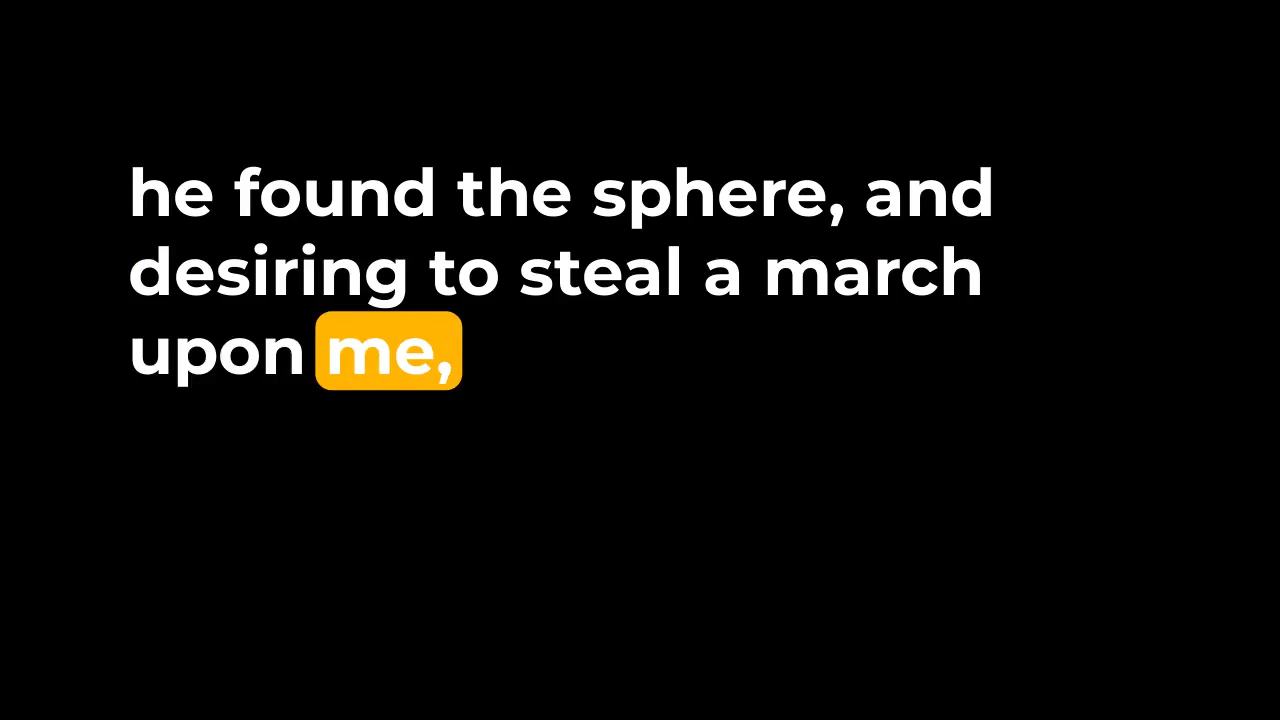 he found the sphere, and
desiring to steal a march
upon me,